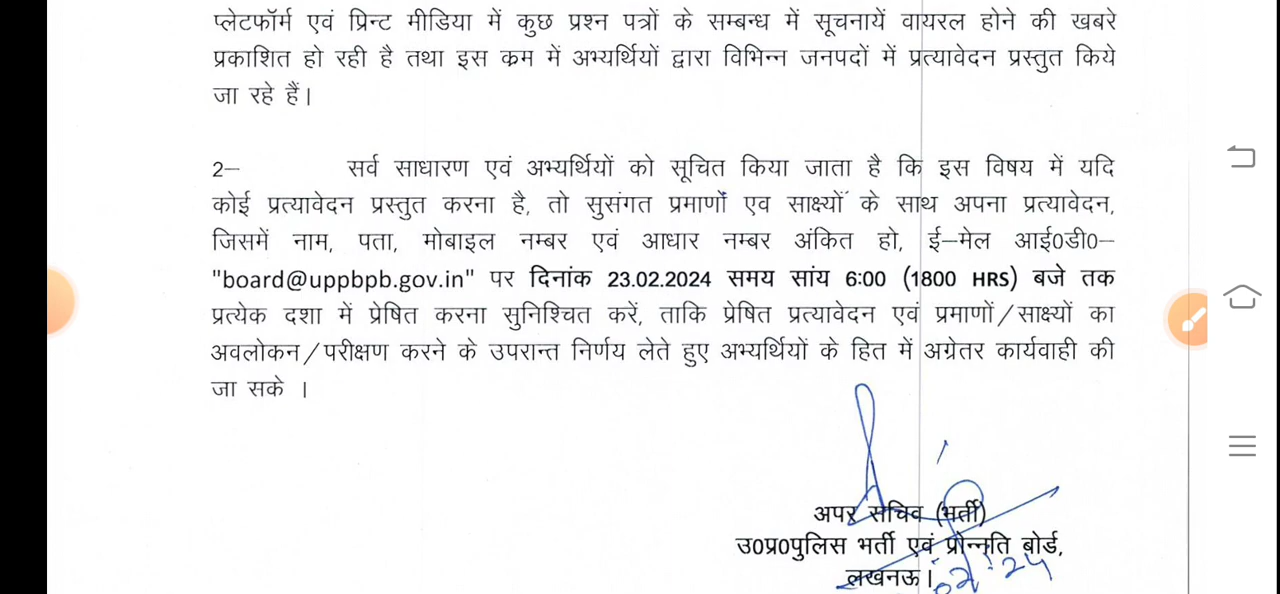 प्लेटफॉर्म एवं प्रिन्ट मीडिया में कुछ प्रश्न पत्रों के सम्बन्ध में सूचनायें वायरल होने की खबरे
प्रकाशित हो रही है तथा इस क्रम में अभ्यर्थियों द्वारा विभिन्न जनपदों में प्रत्यावेदन प्रस्तुत किये
जा रहे हैं।
2– सर्व साधारण एवं अभ्यर्थियों को सूचित किया जाता है कि इस विषय में यदि
कोई प्रत्यावेदन प्रस्तुत करना है, तो सुसंगत प्रमाणों एव साक्ष्यों के साथ अपना प्रत्यावेदन,
जिसमें नाम, पता, मोबाइल नम्बर एवं आधार नम्बर अंकित हो, ई–मेल आई0डी0–
"board@uppbpb.gov.in" पर दिनांक 23.02.2024 समय सांय 6:00 (1800 HRS) बजे तक
प्रत्येक दशा में प्रेषित करना सुनिश्चित करें, ताकि प्रेषित प्रत्यावेदन एवं प्रमाणों/साक्ष्यों का
अवलोकन/परीक्षण करने के उपरान्त निर्णय लेते हुए अभ्यर्थियों के हित में अग्रेतर कार्यवाही की
जा सके ।
अपर सचिव (भर्ती)
उ0प्र0पुलिस भर्ती एवं प्रोन्नति बोर्ड,
लखनऊ।